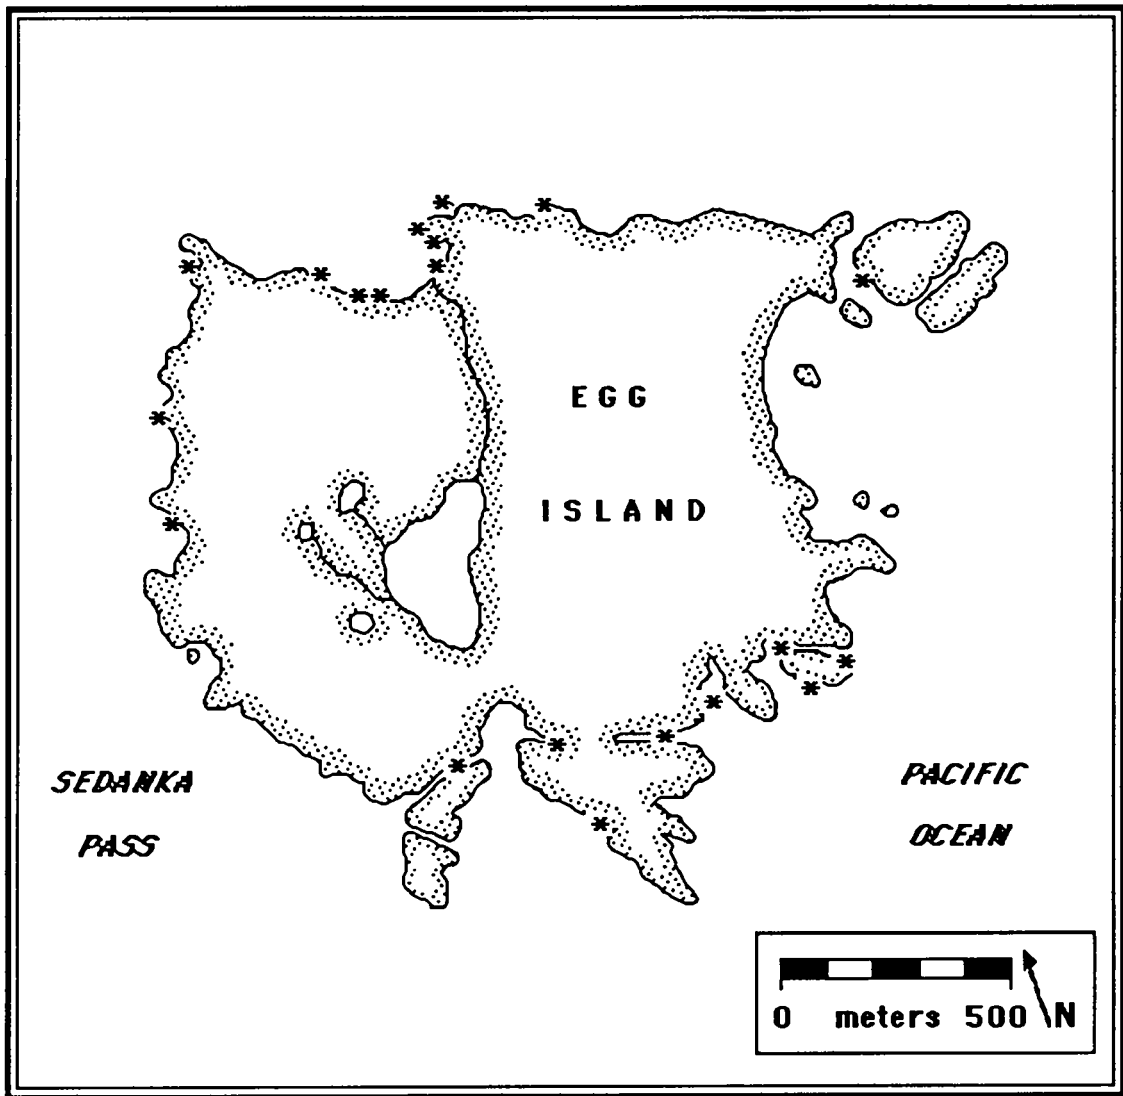 EGG
ISLAND
SEDANKA
PASS
PACIFIC
OCEAN
0 meters 500 N